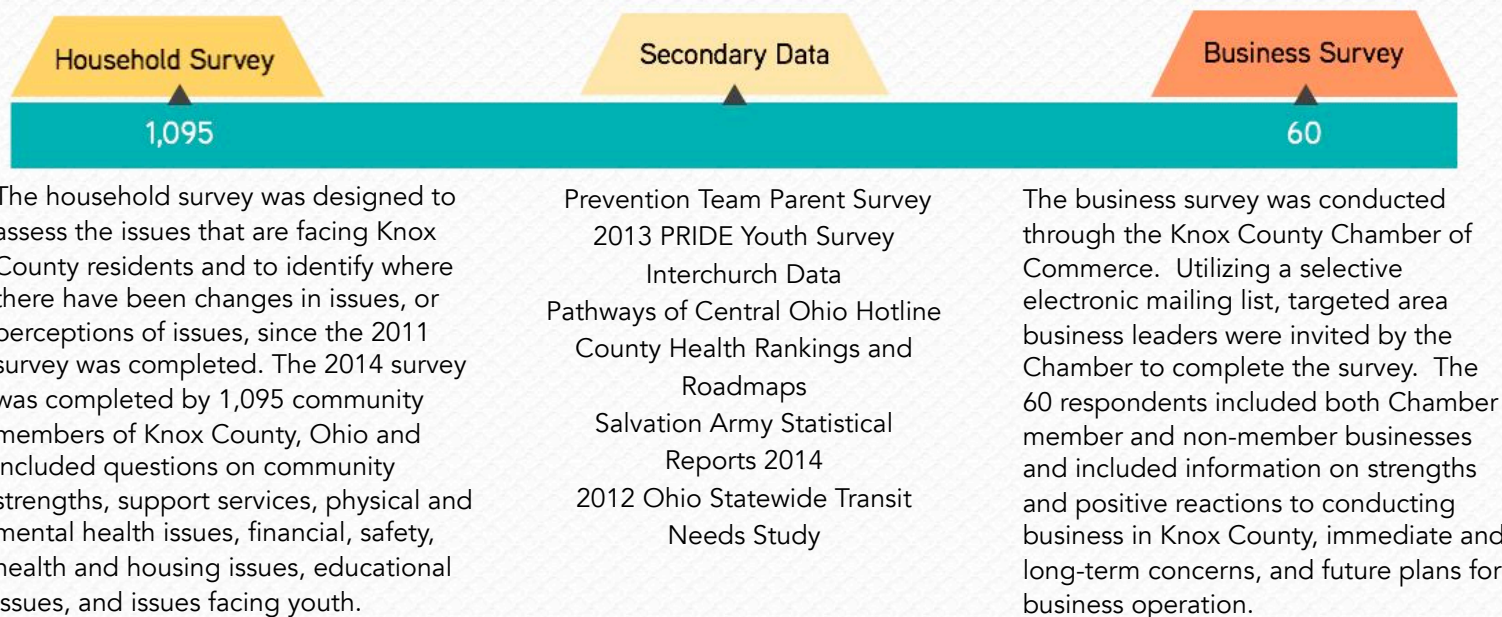 Household Survey
1,095
The household survey was designed to
assess the issues that are facing Knox
County residents and to identify where
there have been changes in issues, or
perceptions of issues, since the 2011
survey was completed. The 2014 survey
was completed by 1,095 community
members of Knox County, Ohio and
included questions on community
strengths, support services, physical and
mental health issues, financial, safety,
health and housing issues, educational
issues, and issues facing youth.
Secondary Data
Prevention Team Parent Survey
2013 PRIDE Youth Survey
Interchurch Data
Pathways of Central Ohio Hotline
County Health Rankings and
Roadmaps
Salvation Army Statistical
Reports 2014
2012 Ohio Statewide Transit
Needs Study
Business Survey
60
The business survey was conducted
through the Knox County Chamber of
Commerce.  Utilizing a selective
electronic mailing list, targeted area
business leaders were invited by the
Chamber to complete the survey.  The
60 respondents included both Chamber
member and non-member businesses
and included information on strengths
and positive reactions to conducting
business in Knox County, immediate and
long-term concerns, and future plans for
business operation.